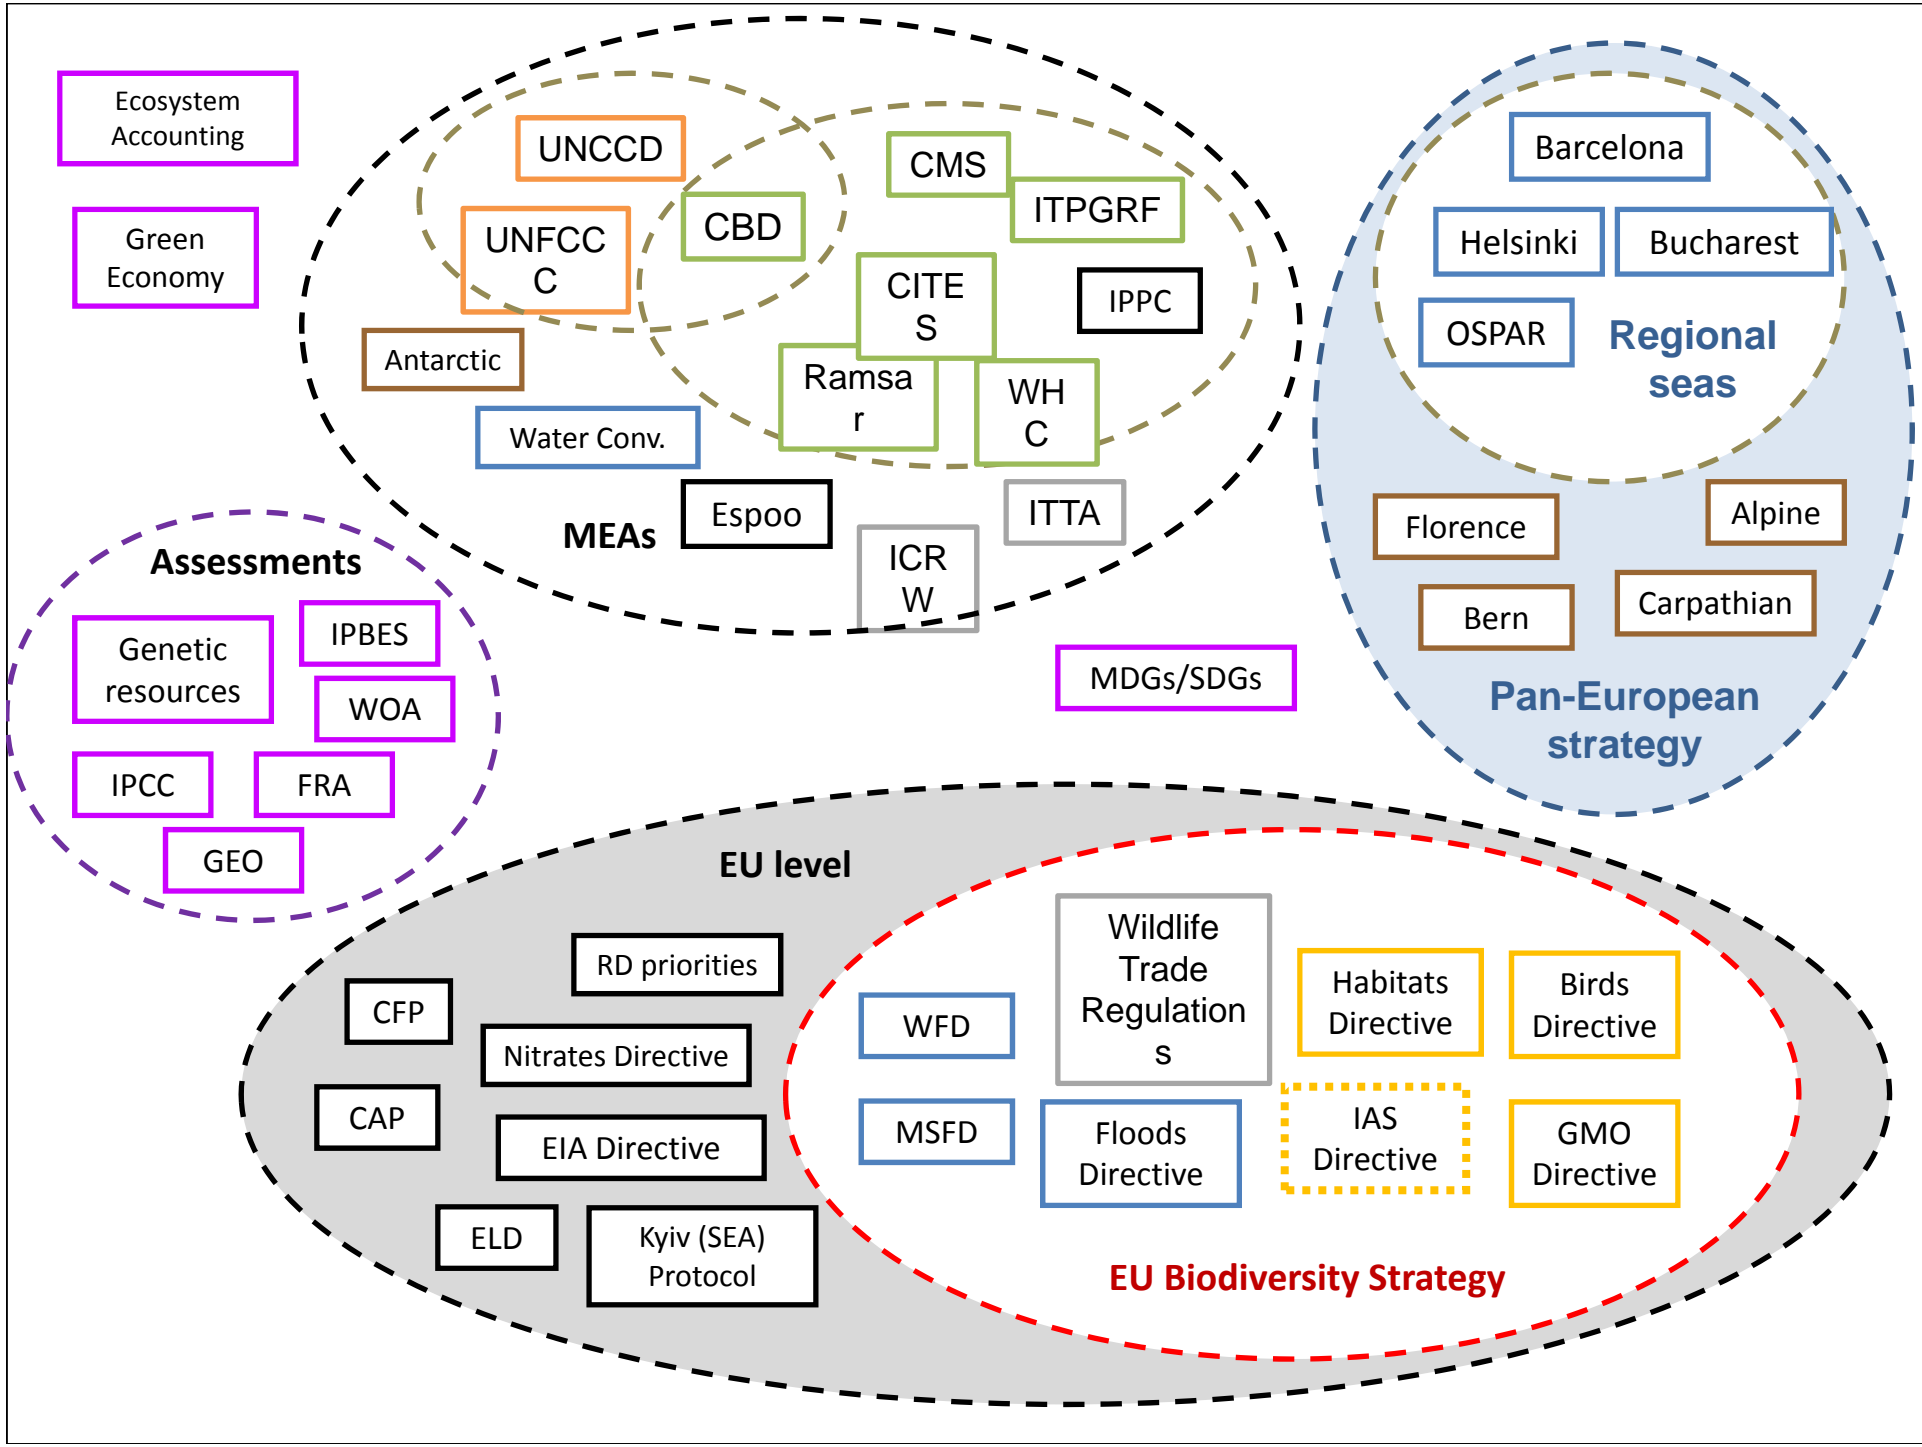 Ecosystem
Accounting
Green
Economy
UNCCD
UNFCC
C
CBD
CMS
ITPGRF
CITE
S
IPPC
Antarctic
Ramsa
r
WH
C
Water Conv.
Espoo
ITTA
MEAs
ICR
W
Barcelona
Helsinki
Bucharest
OSPAR
Regional
seas
Florence
Alpine
Bern
Carpathian
Pan-European
strategy
MDGs/SDGs
Assessments
IPBES
Genetic
resources
WOA
IPCC
FRA
GEO
EU level
RD priorities
CFP
Nitrates Directive
CAP
EIA Directive
ELD
Kyiv (SEA)
Protocol
Wildlife
Trade
Regulation
s
Habitats
Directive
Birds
Directive
WFD
MSFD
Floods
Directive
IAS
Directive
GMO
Directive
EU Biodiversity Strategy